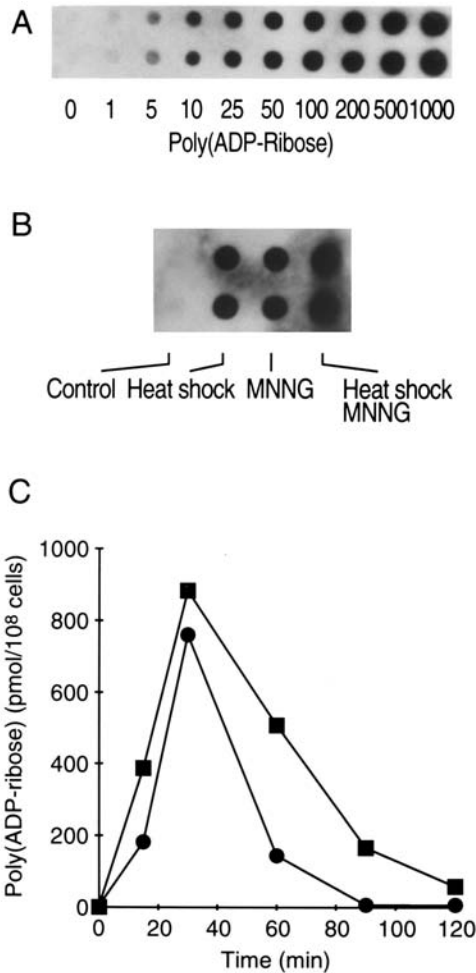 A
0 1 5 10 25 50 100 200 500 1000
Poly(ADP-Ribose)
B
Control Heat shock MNNG Heat shock
MNNG
C
Poly(ADP-ribose) (pmol/10⁸ cells)
1000
800
600
400
200
0
0 20 40 60 80 100 120
Time (min)